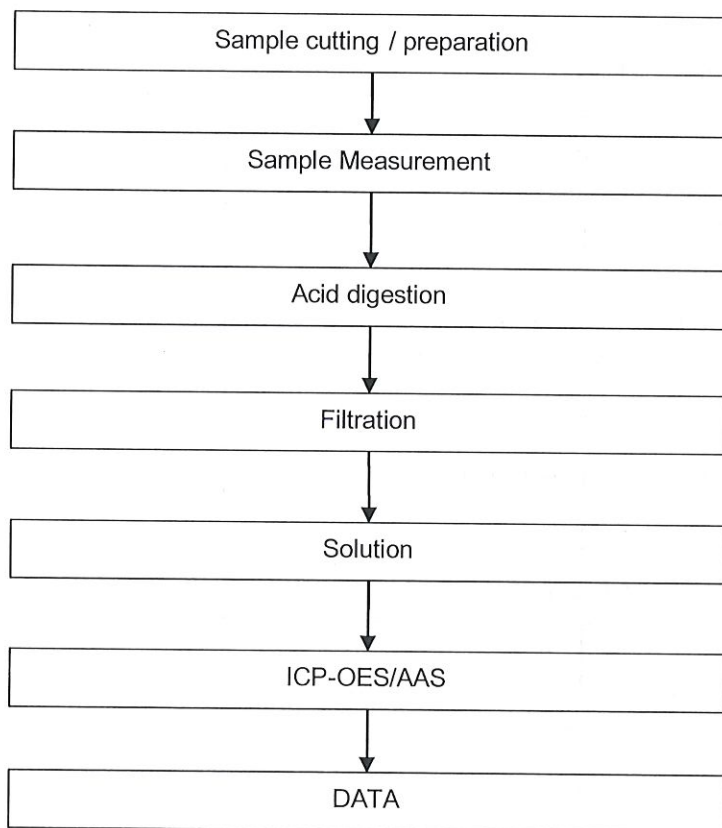 Sample cutting / preparation
Sample Measurement
Acid digestion
Filtration
Solution
ICP-OES/AAS
DATA